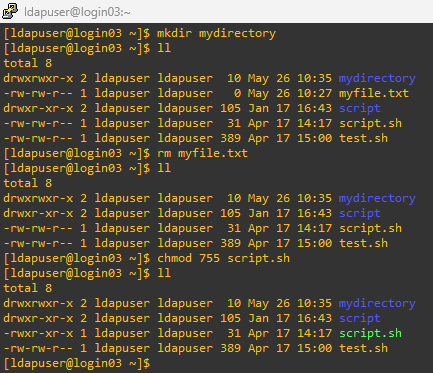 ldapuser@login03:~
[ldapuser@login03 ~]$ mkdir mydirectory
[ldapuser@login03 ~]$ ll
total 8
drwxrwxr-x 2 ldapuser ldapuser  10 May 26 10:35 mydirectory
-rw-rw-r-- 1 ldapuser ldapuser   0 May 26 10:27 myfile.txt
drwxr-xr-x 2 ldapuser ldapuser 105 Jan 17 16:43 script
-rw-rw-r-- 1 ldapuser ldapuser  31 Apr 17 14:17 script.sh
-rw-rw-r-- 1 ldapuser ldapuser 389 Apr 17 15:00 test.sh
[ldapuser@login03 ~]$ rm myfile.txt
[ldapuser@login03 ~]$ ll
total 8
drwxrwxr-x 2 ldapuser ldapuser  10 May 26 10:35 mydirectory
drwxr-xr-x 2 ldapuser ldapuser 105 Jan 17 16:43 script
-rw-rw-r-- 1 ldapuser ldapuser  31 Apr 17 14:17 script.sh
-rw-rw-r-- 1 ldapuser ldapuser 389 Apr 17 15:00 test.sh
[ldapuser@login03 ~]$ chmod 755 script.sh
[ldapuser@login03 ~]$ ll
total 8
drwxrwxr-x 2 ldapuser ldapuser  10 May 26 10:35 mydirectory
drwxr-xr-x 2 ldapuser ldapuser 105 Jan 17 16:43 script
-rwxr-xr-x 1 ldapuser ldapuser  31 Apr 17 14:17 script.sh
-rw-rw-r-- 1 ldapuser ldapuser 389 Apr 17 15:00 test.sh
[ldapuser@login03 ~]$